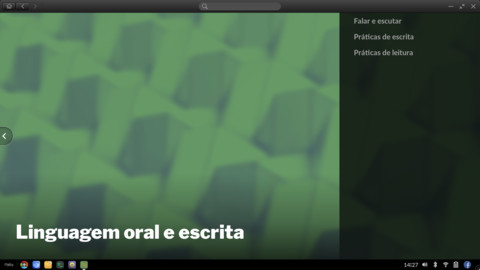 Falar e escutar
Práticas de escrita
Práticas de leitura
Linguagem oral e escrita
14:27